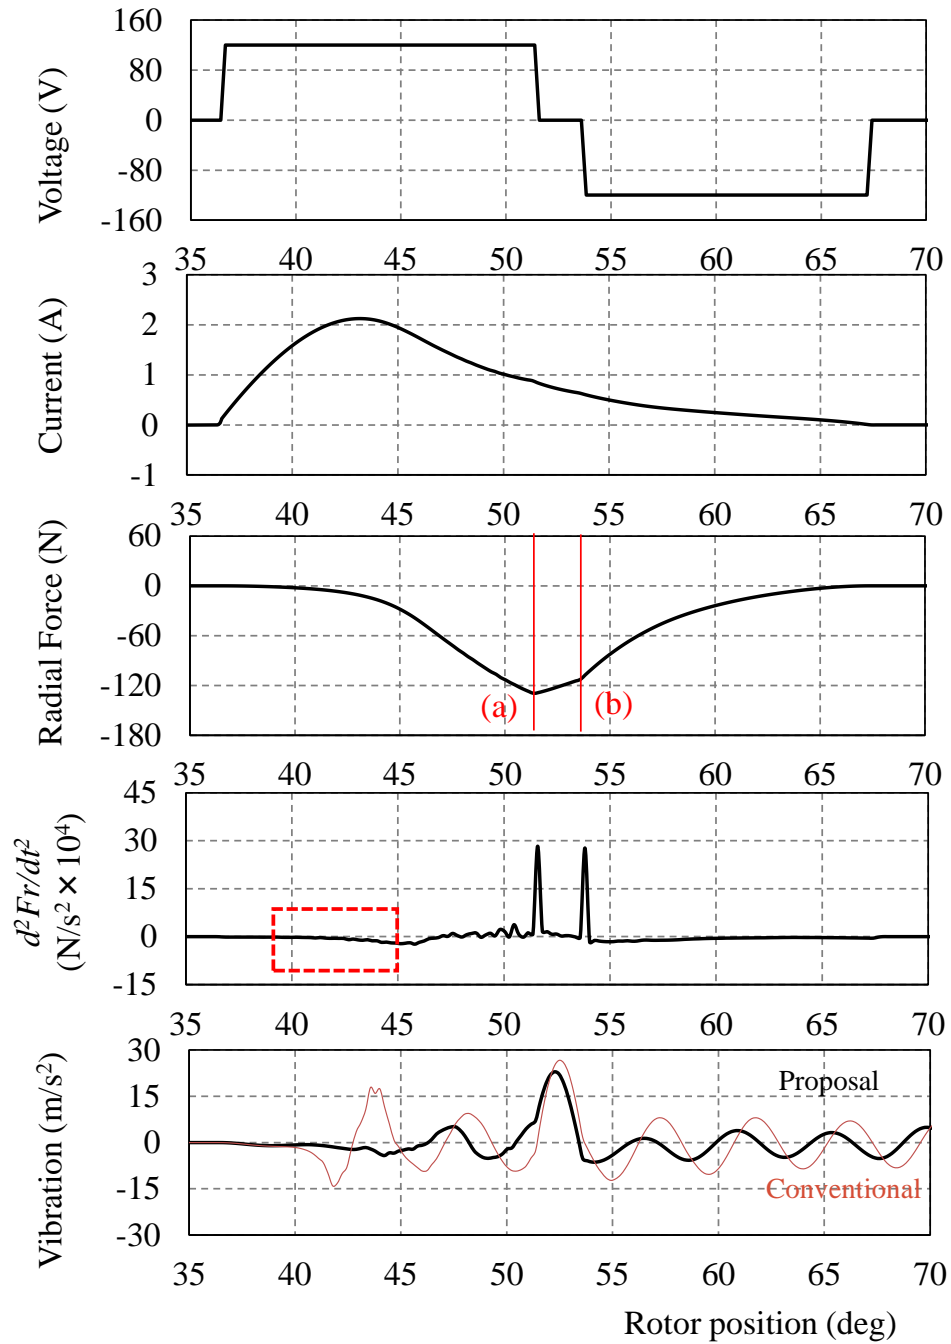 Voltage (V)
160
80
0
-80
-160
35 40 45 50 55 60 65 70
Current (A)
3
2
1
0
-1
35 40 45 50 55 60 65 70
Radial Force (N)
60
0
-60
-120
-180
(a) (b)
35 40 45 50 55 60 65 70
d²Fr/dt²
(N/s² × 10⁴)
45
30
15
0
-15
35 40 45 50 55 60 65 70
Vibration (m/s²)
30
15
0
-15
-30
Proposal
Conventional
35 40 45 50 55 60 65 70
Rotor position (deg)